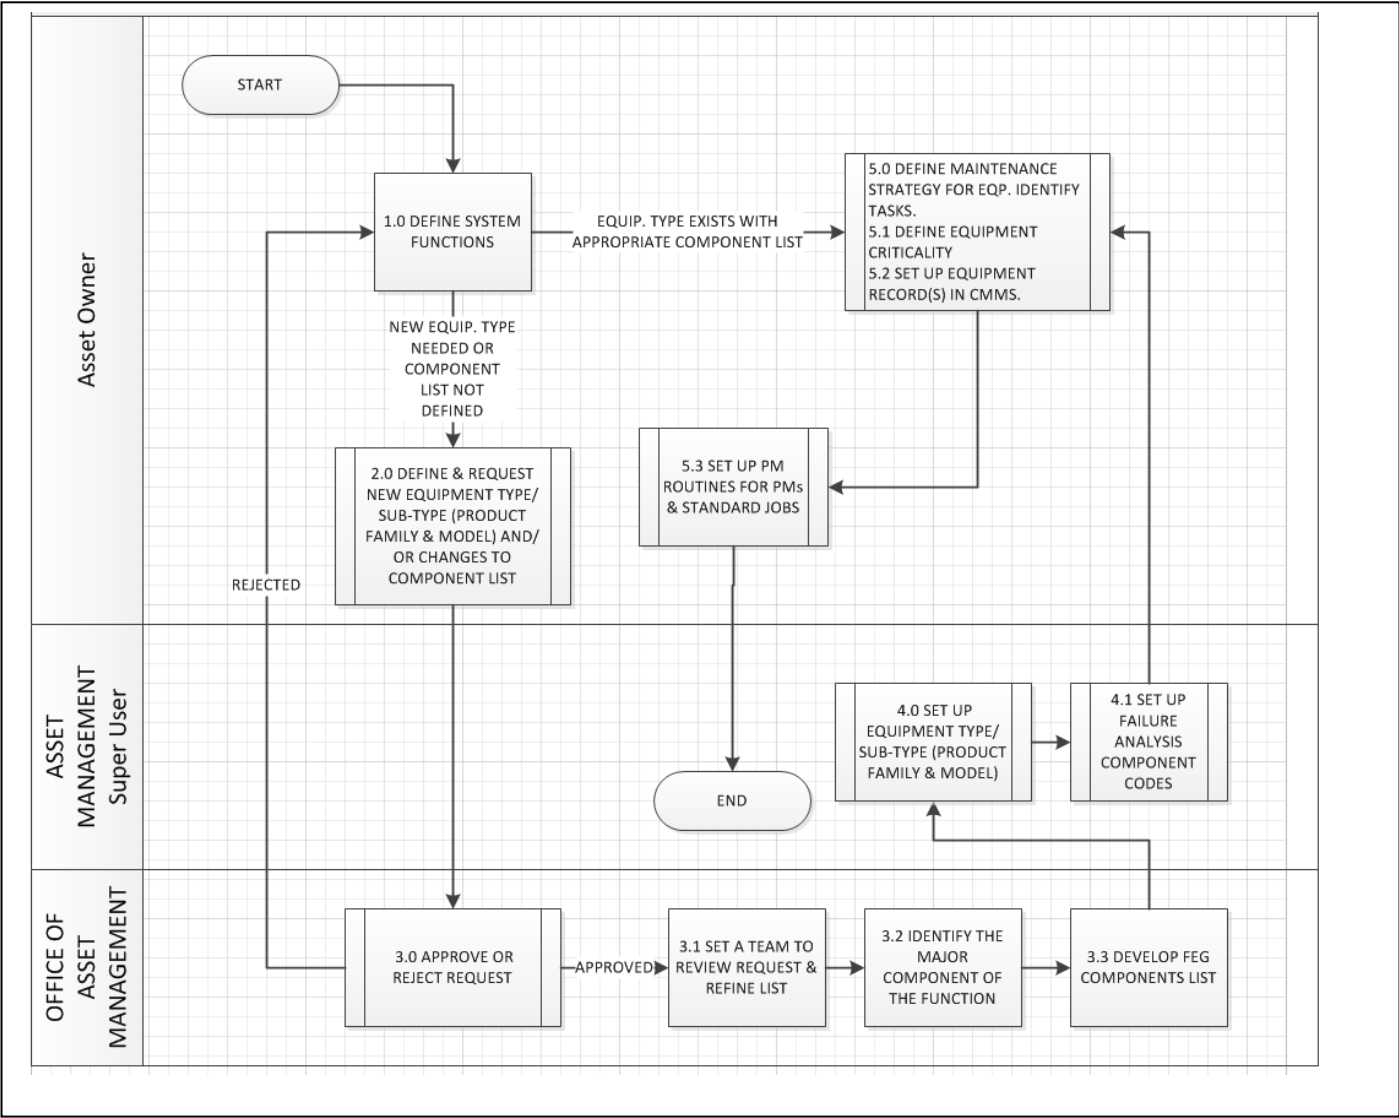 Asset Owner
START
1.0 DEFINE SYSTEM
FUNCTIONS
EQUIP. TYPE EXISTS WITH
APPROPRIATE COMPONENT LIST
5.0 DEFINE MAINTENANCE
STRATEGY FOR EQP. IDENTIFY
TASKS.
5.1 DEFINE EQUIPMENT
CRITICALITY
5.2 SET UP EQUIPMENT
RECORD(S) IN CMMS.
NEW EQUIP. TYPE
NEEDED OR
COMPONENT
LIST NOT
DEFINED
2.0 DEFINE & REQUEST
NEW EQUIPMENT TYPE/
SUB-TYPE (PRODUCT
FAMILY & MODEL) AND/
OR CHANGES TO
COMPONENT LIST
5.3 SET UP PM
ROUTINES FOR PMs
& STANDARD JOBS
REJECTED
ASSET
MANAGEMENT
Super User
END
4.0 SET UP
EQUIPMENT TYPE/
SUB-TYPE (PRODUCT
FAMILY & MODEL)
4.1 SET UP
FAILURE
ANALYSIS
COMPONENT
CODES
OFFICE OF
ASSET
MANAGEMENT
3.0 APPROVE OR
REJECT REQUEST
APPROVED
3.1 SET A TEAM TO
REVIEW REQUEST &
REFINE LIST
3.2 IDENTIFY THE
MAJOR
COMPONENT OF
THE FUNCTION
3.3 DEVELOP FEG
COMPONENTS LIST